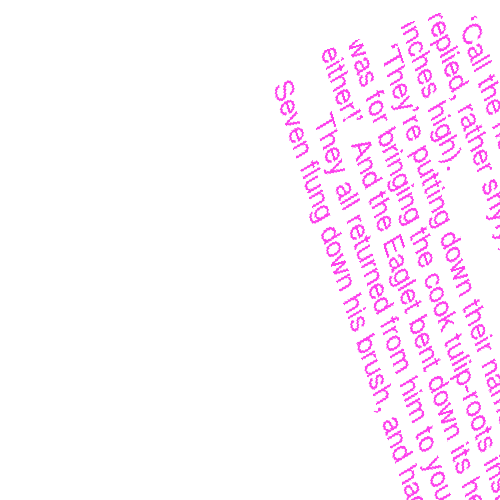 'Call the
replied, rather shyly,
inches high).
'They're putting down their
was for bringing the cook tulip-roots
either!' And the Eaglet bent down its
They all returned from him to you
Seven flung down his brush, and